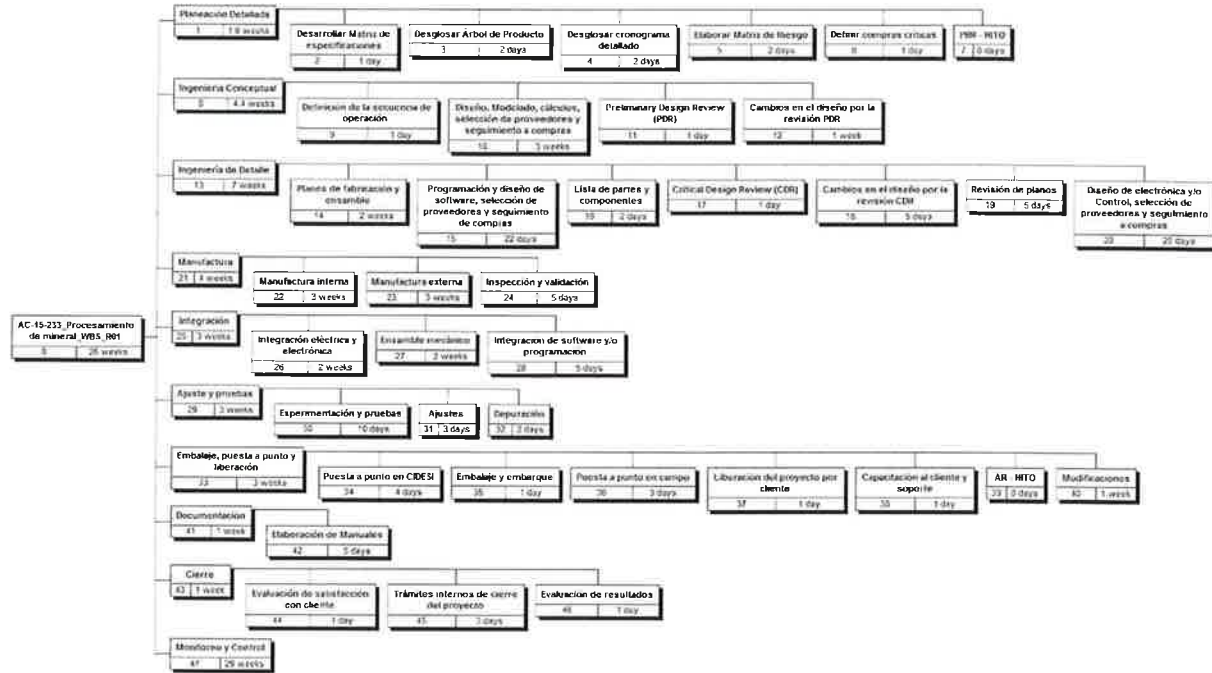 Planeación Detallada
1 1.8 weeks
Desarrollar Matriz de
especificaciones
2 1 day
Desglosar Árbol de Producto
3 2 days
Desglosar cronograma
detallado
4 2 days
Elaborar Matriz de Riesgo
5 2 days
Definir compras críticas
6 1 day
HITO
7 0 days
Ingeniería Conceptual
8 4.4 weeks
Definición de la secuencia de
operación
9 1 day
Diseño, Modelado, cálculos,
selección de proveedores y
seguimiento a compras
10 3 weeks
Preliminary Design Review
(PDR)
11 1 day
Cambios en el diseño por la
revisión PDR
12 1 week
Ingeniería de Detalle
13 7 weeks
Planos de fabricación y
ensamble
14 2 weeks
Programación y diseño de
software, selección de
proveedores y seguimiento
de compras
15 22 days
Lista de partes y
componentes
16 2 days
Critical Design Review (CDR)
17 1 day
Cambios en el diseño por la
revisión CDR
18 5 days
Revisión de planos
19 5 days
Diseño de electrónica y/o
Control, selección de
proveedores y seguimiento
a compras
20 20 days
Manufactura
21 4 weeks
Manufactura interna
22 3 weeks
Manufactura externa
23 3 weeks
Inspección y validación
24 5 days
AC-15-233_Procesamiento
de mineral_WBS_R01
Integración
25 3 weeks
Integración eléctrica y
electrónica
26 2 weeks
Ensamble mecánico
27 2 weeks
Integración de software y/o
programación
28 5 days
Ajuste y pruebas
29 3 weeks
Experimentación y pruebas
30 10 days
Ajustes
31 3 days
Depuración
32 2 days
Embalaje, puesta a punto y
liberación
33 3 weeks
Puesta a punto en CIDESI
34 4 days
Embalaje y embarque
35 1 day
Puesta a punto en campo
36 3 days
Liberación del proyecto por
cliente
37 1 day
Capacitación al cliente y
soporte
38 1 day
AR - HITO
39 0 days
Modificaciones
40 1 week
Documentación
41 1 week
Elaboración de Manuales
42 5 days
Cierre
43 1 week
Evaluación de satisfacción
con cliente
44 1 day
Trámites internos de cierre
del proyecto
45 3 days
Evaluación de resultados
46 1 day
Monitoreo y Control
47 weeks